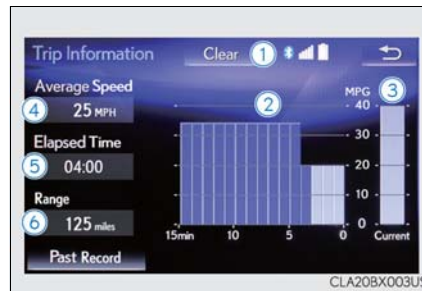 Trip Information
Clear
1
Average Speed
4
25 MPH
Elapsed Time
5
04:00
Range
6
125 miles
Past Record
2
MPG
3
40
30
20
10
0
15min
10
5
0
Current
CLA20BX003US